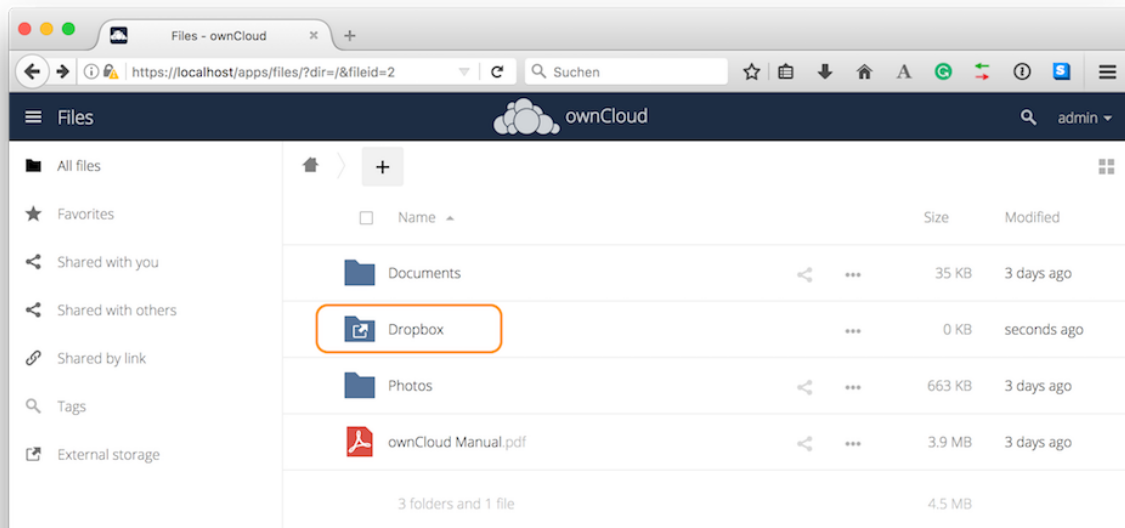 Files - ownCloud
https://localhost/apps/files/?dir=/&fileid=2
Suchen
Files
ownCloud
admin
All files
Favorites
Shared with you
Shared with others
Shared by link
Tags
External storage
Name Size Modified
Documents 35 KB 3 days ago
Dropbox 0 KB seconds ago
Photos 663 KB 3 days ago
ownCloud Manual.pdf 3.9 MB 3 days ago
3 folders and 1 file 4.5 MB